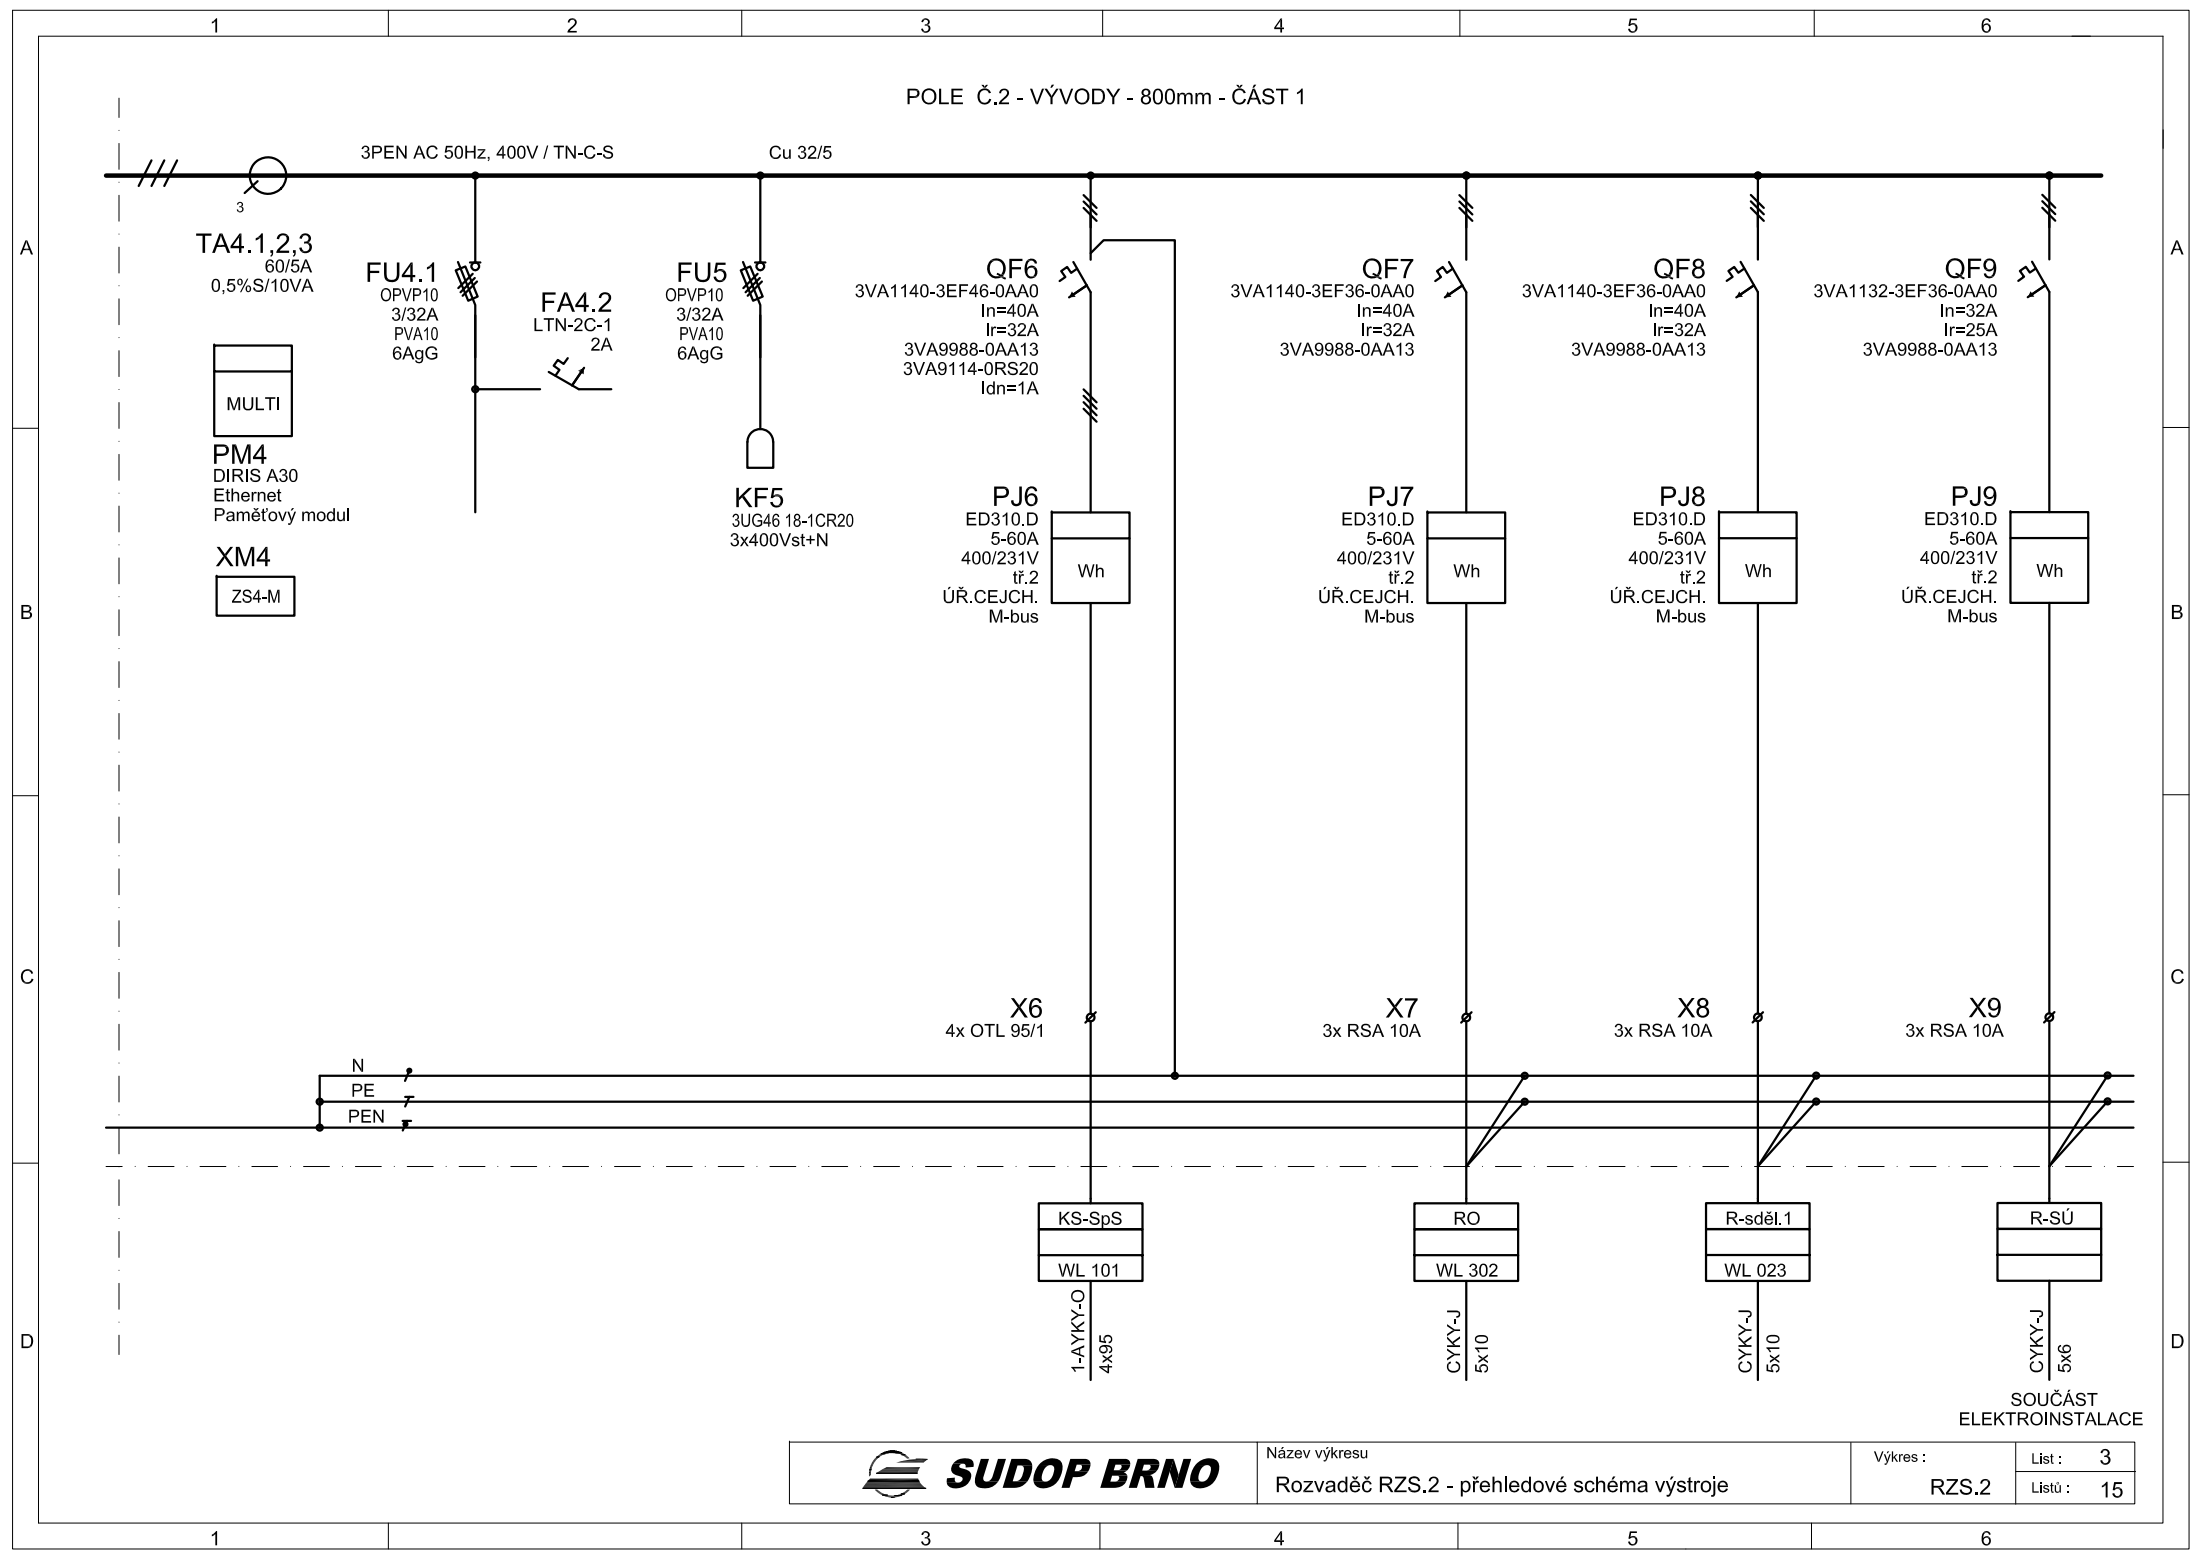 1 2 3 4 5 6
POLE Č.2 - VÝVODY - 800mm - ČÁST 1
3PEN AC 50Hz, 400V / TN-C-S
Cu 32/5
3
A
A
TA4.1,2,3
60/5A
0,5%S/10VA
MULTI
PM4
DIRIS A30
Ethernet
Paměťový modul
XM4
ZS4-M
FU4.1
OPVP10
3/32A
PVA10
6AgG
FA4.2
LTN-2C-1
2A
FU5
OPVP10
3/32A
PVA10
6AgG
KF5
3UG46 18-1CR20
3x400Vst+N
QF6
3VA1140-3EF46-0AA0
In=40A
Ir=32A
3VA9988-0AA13
3VA9114-0RS20
Idn=1A
QF7
3VA1140-3EF36-0AA0
In=40A
Ir=32A
3VA9988-0AA13
QF8
3VA1140-3EF36-0AA0
In=40A
Ir=32A
3VA9988-0AA13
QF9
3VA1132-3EF36-0AA0
In=32A
Ir=25A
3VA9988-0AA13
PJ6
ED310.D
5-60A
400/231V
tř.2
ÚŘ.CEJCH.
M-bus
Wh
PJ7
ED310.D
5-60A
400/231V
tř.2
ÚŘ.CEJCH.
M-bus
Wh
PJ8
ED310.D
5-60A
400/231V
tř.2
ÚŘ.CEJCH.
M-bus
Wh
PJ9
ED310.D
5-60A
400/231V
tř.2
ÚŘ.CEJCH.
M-bus
Wh
B
B
C
C
X6
4x OTL 95/1
X7
3x RSA 10A
X8
3x RSA 10A
X9
3x RSA 10A
N
PE
PEN
KS-SpS
WL 101
1-AYKY-O
4x95
RO
WL 302
CYKY-J
5x10
R-sděl.1
WL 023
CYKY-J
5x10
R-SÚ
CYKY-J
5x6
SOUČÁST
ELEKTROINSTALACE
D
D
SUDOP BRNO
Název výkresu
Rozvaděč RZS.2 - přehledové schéma výstroje
Výkres :
RZS.2
List : 3
Listů : 15
1 2 3 4 5 6